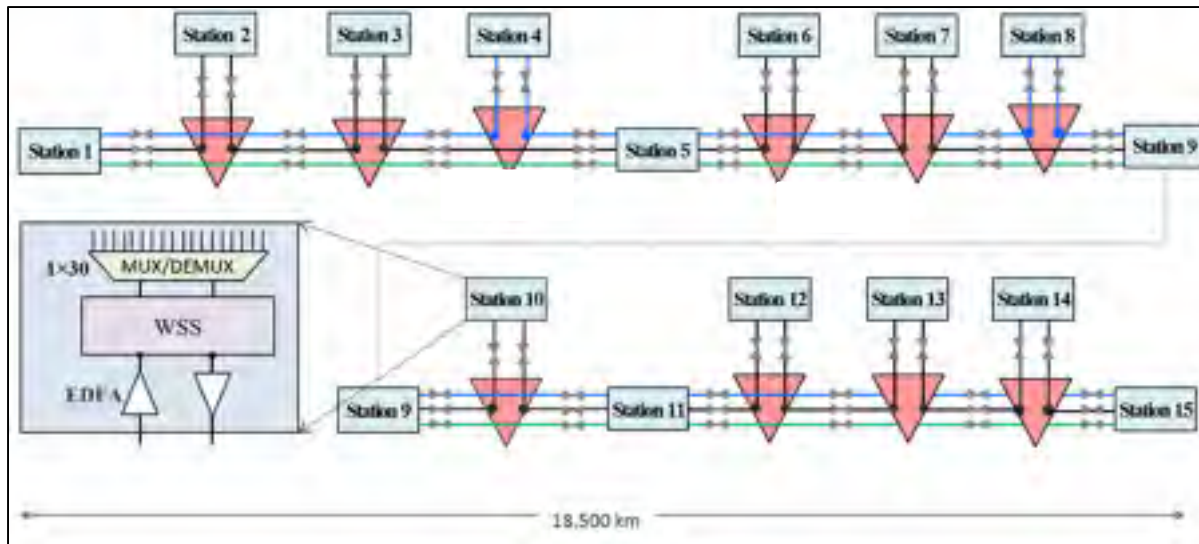 Station 2
Station 3
Station 4
Station 6
Station 7
Station 8
Station 1
Station 5
Station 9
1×30
MUX/DEMUX
WSS
EDFA
Station 10
Station 12
Station 13
Station 14
Station 9
Station 11
Station 15
18,500 km